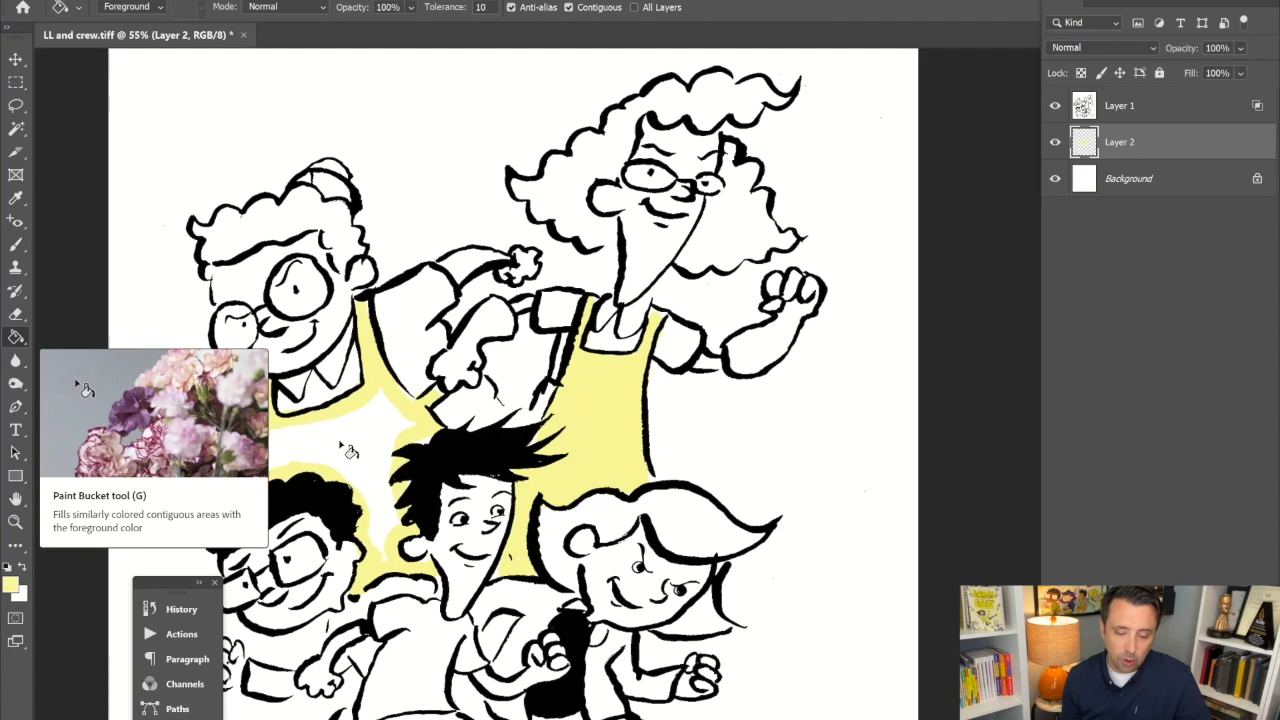 Foreground
Mode: Normal
Opacity: 100%
Tolerance: 10
Anti-alias
Contiguous
All Layers
LL and crew.tiff @ 55% (Layer 2, RGB/8) *
Kind
Normal
Opacity: 100%
Lock:
Fill: 100%
Layer 1
Layer 2
Background
Paint Bucket tool (G)
Fills similarly colored contiguous areas with
the foreground color
History
Actions
Paragraph
Channels
Paths